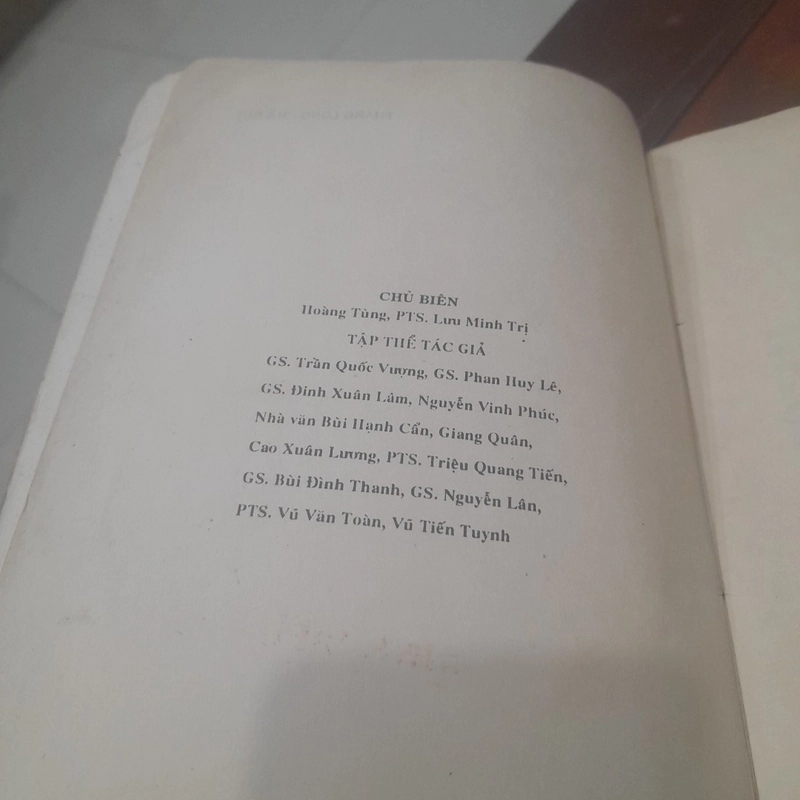 CHỦ BIÊN
Hoàng Tùng, PTS. Lưu Minh Trị
TẬP THỂ TÁC GIẢ
GS. Trần Quốc Vượng, GS. Phan Huy Lê,
GS. Đinh Xuân Lâm, Nguyễn Vinh Phúc,
Nhà văn Bùi Hạnh Cẩn, Giang Quân,
Cao Xuân Lương, PTS. Triệu Quang Tiến,
GS. Bùi Đình Thanh, GS. Nguyễn Lân,
PTS. Vũ Văn Toàn, Vũ Tiến Tuynh